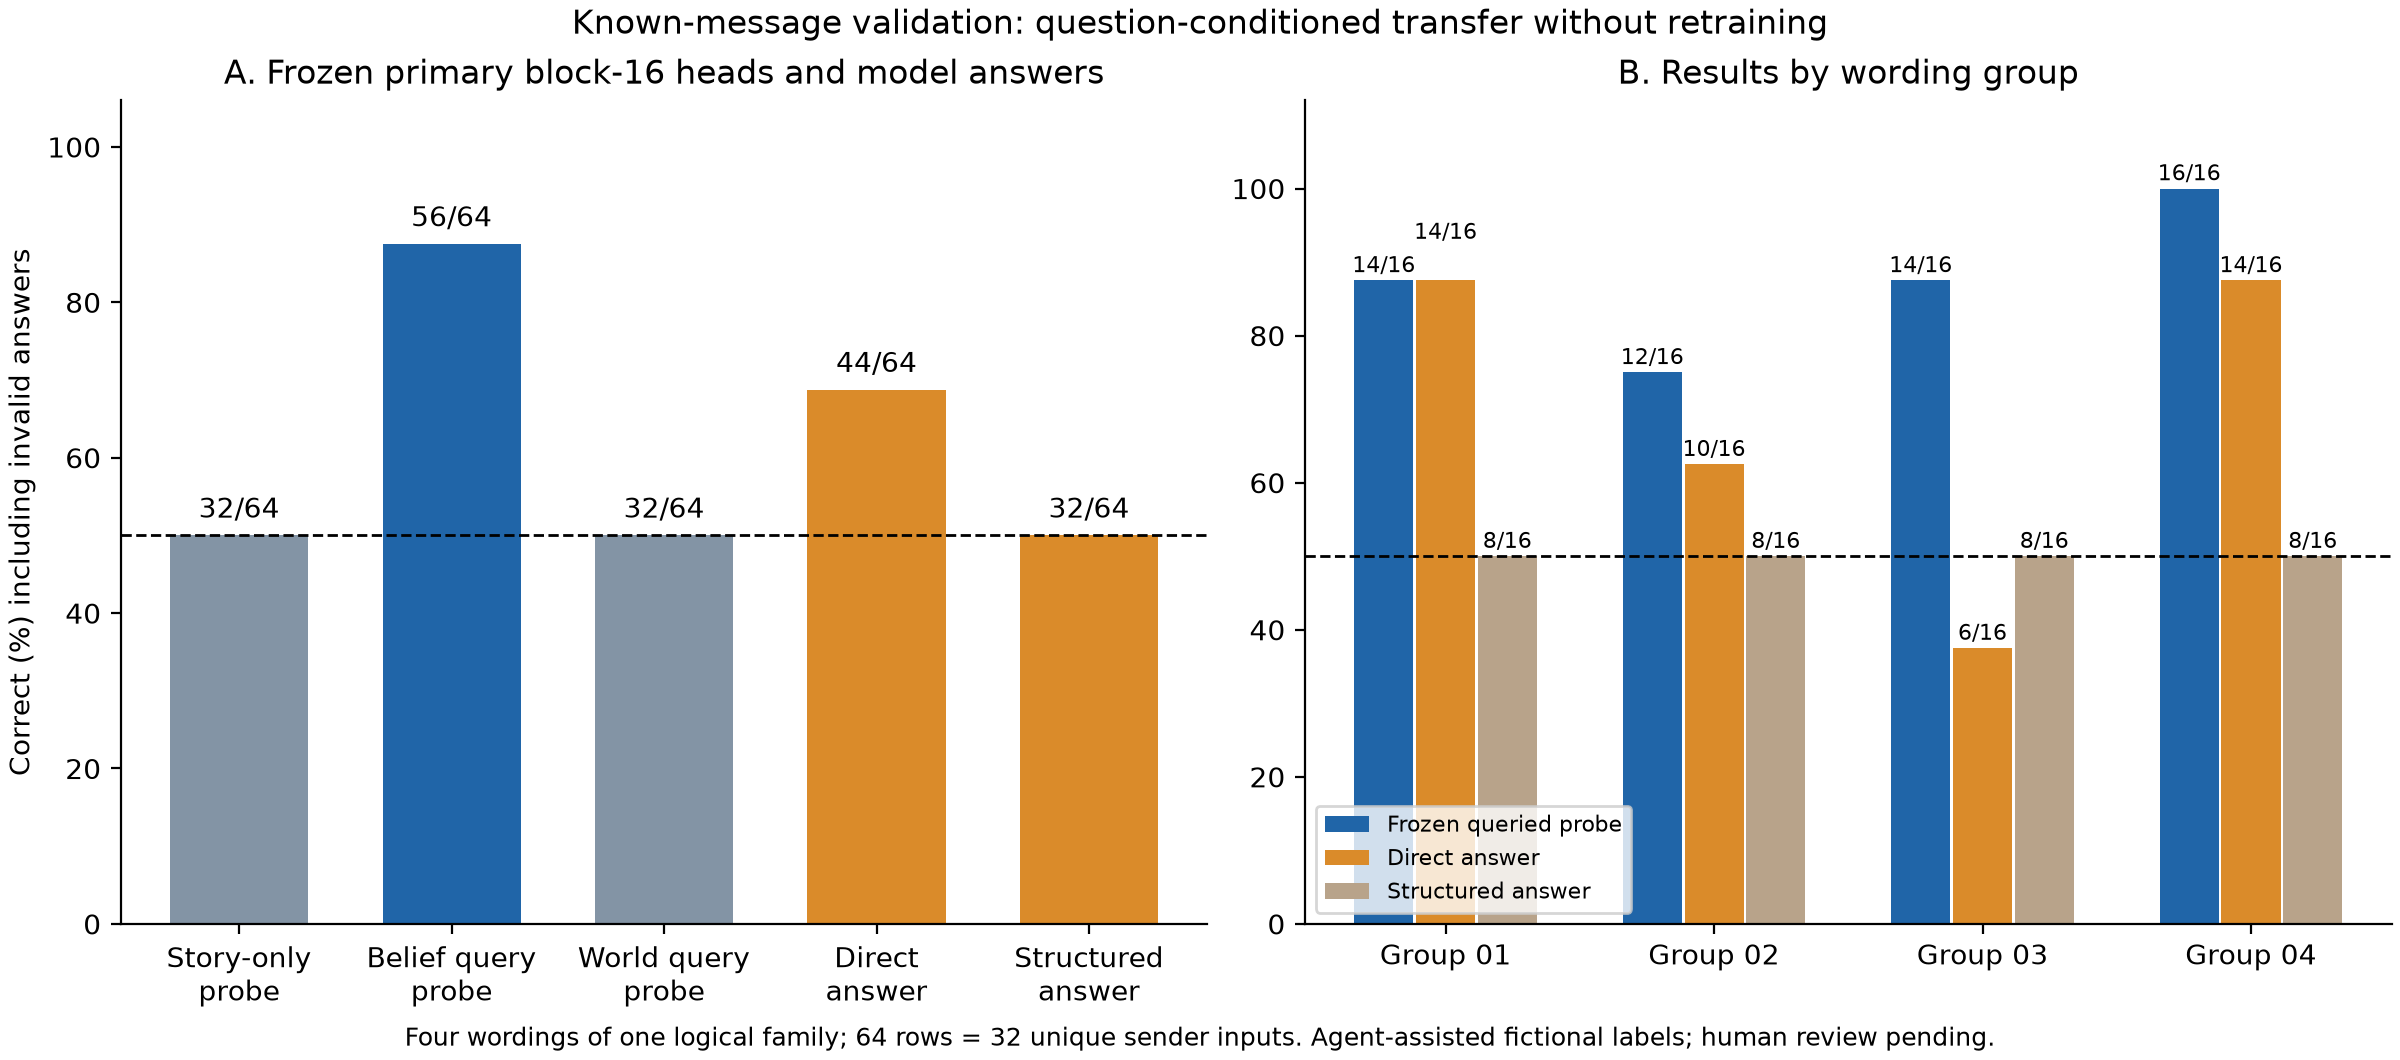 Known-message validation: question-conditioned transfer without retraining
A. Frozen primary block-16 heads and model answers
Correct (%) including invalid answers
100
80
60
40
20
0
32/64
56/64
32/64
44/64
32/64
Story-only
probe
Belief query
probe
World query
probe
Direct
answer
Structured
answer
B. Results by wording group
100
80
60
40
20
0
14/16
14/16
8/16
12/16
10/16
8/16
14/16
6/16
8/16
16/16
14/16
8/16
Frozen queried probe
Direct answer
Structured answer
Group 01
Group 02
Group 03
Group 04
Four wordings of one logical family; 64 rows = 32 unique sender inputs. Agent-assisted fictional labels; human review pending.